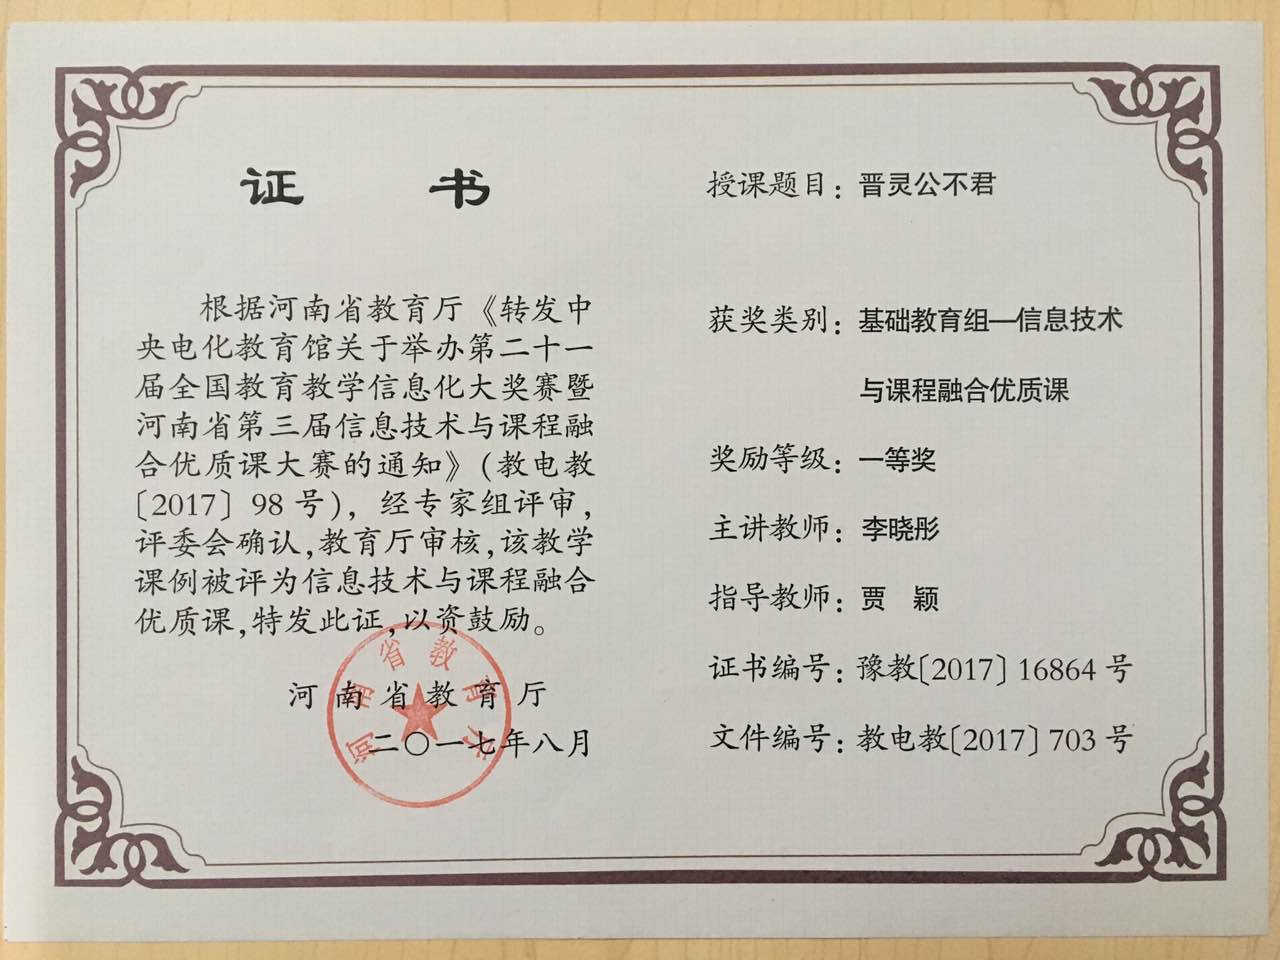 证 书
根据河南省教育厅《转发中
央电化教育馆关于举办第二十一
届全国教育教学信息化大奖赛暨
河南省第三届信息技术与课程融
合优质课大赛的通知》(教电教
〔2017〕98 号)，经专家组评审，
评委会确认，教育厅审核，该教学
课例被评为信息技术与课程融合
优质课，特发此证，以资鼓励。
河南省教育厅
二〇一七年八月
河南省教育厅
授课题目：晋灵公不君
获奖类别：基础教育组—信息技术
与课程融合优质课
奖励等级：一等奖
主讲教师：李晓彤
指导教师：贾 颖
证书编号：豫教〔2017〕16864 号
文件编号：教电教〔2017〕703 号